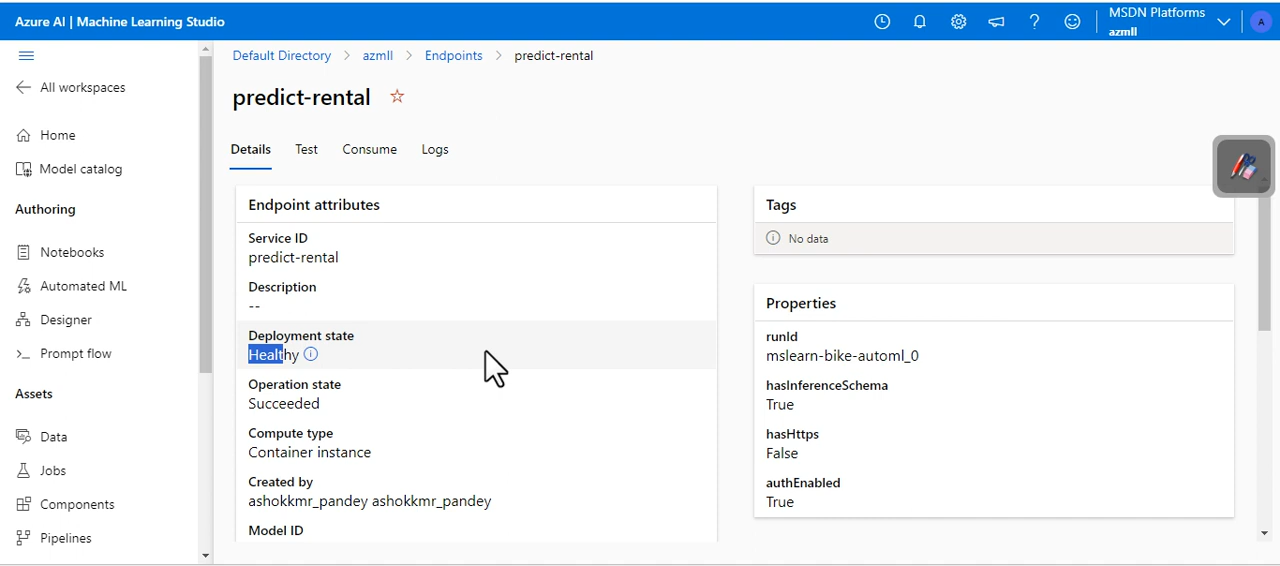 Azure AI | Machine Learning Studio
MSDN Platforms
azmll
A
All workspaces
Home
Model catalog
Authoring
Notebooks
Automated ML
Designer
Prompt flow
Assets
Data
Jobs
Components
Pipelines
Default Directory > azmll > Endpoints > predict-rental
predict-rental
Details Test Consume Logs
Endpoint attributes
Service ID
predict-rental
Description
--
Deployment state
Healthy
Operation state
Succeeded
Compute type
Container instance
Created by
ashokkmr_pandey ashokkmr_pandey
Model ID
Tags
No data
Properties
runId
mslearn-bike-automl_0
hasInferenceSchema
True
hasHttps
False
authEnabled
True